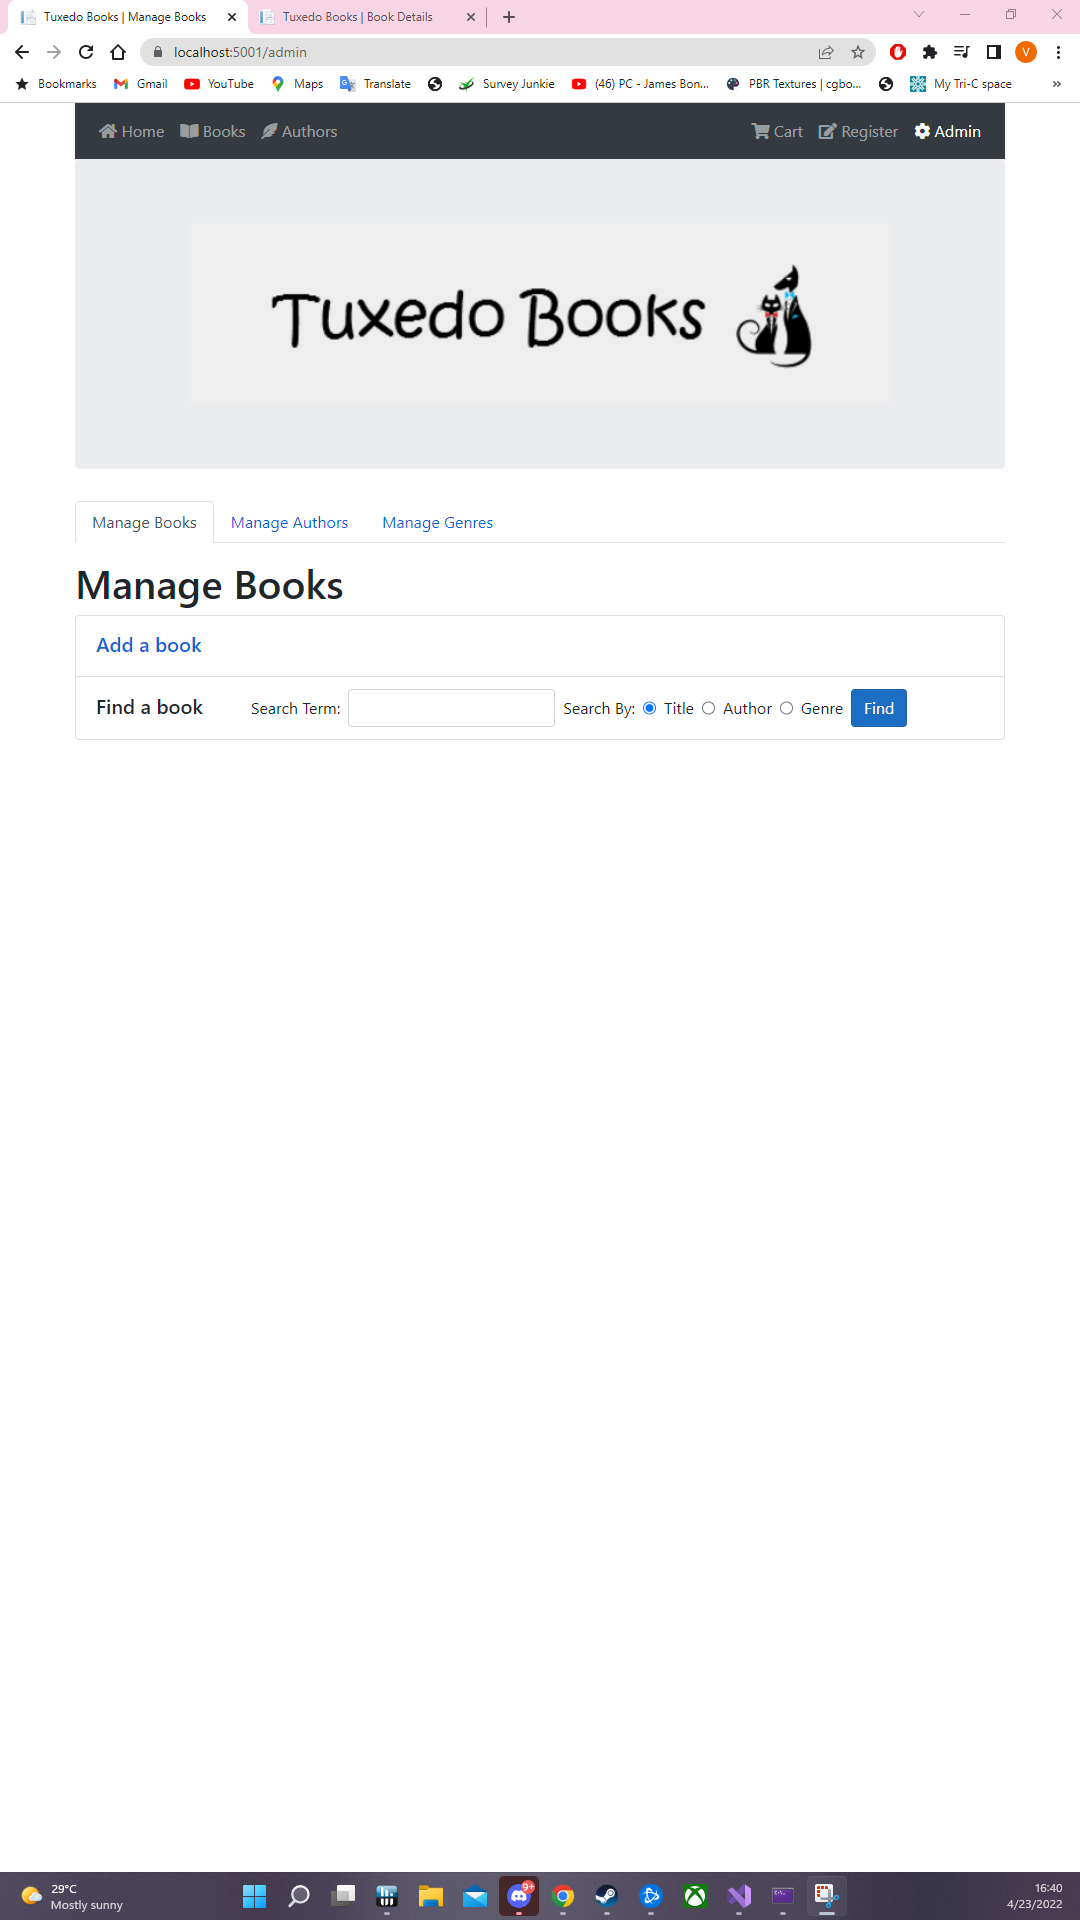 Tuxedo Books | Manage Books
Tuxedo Books | Book Details
localhost:5001/admin
V
Bookmarks Gmail YouTube Maps Translate Survey Junkie (46) PC - James Bon... PBR Textures | cgbo... My Tri-C space »
Home Books Authors Cart Register Admin
Tuxedo Books
Manage Books Manage Authors Manage Genres
Manage Books
Add a book
Find a book Search Term: Search By: Title Author Genre Find
29°C
Mostly sunny
9+
16:40
4/23/2022